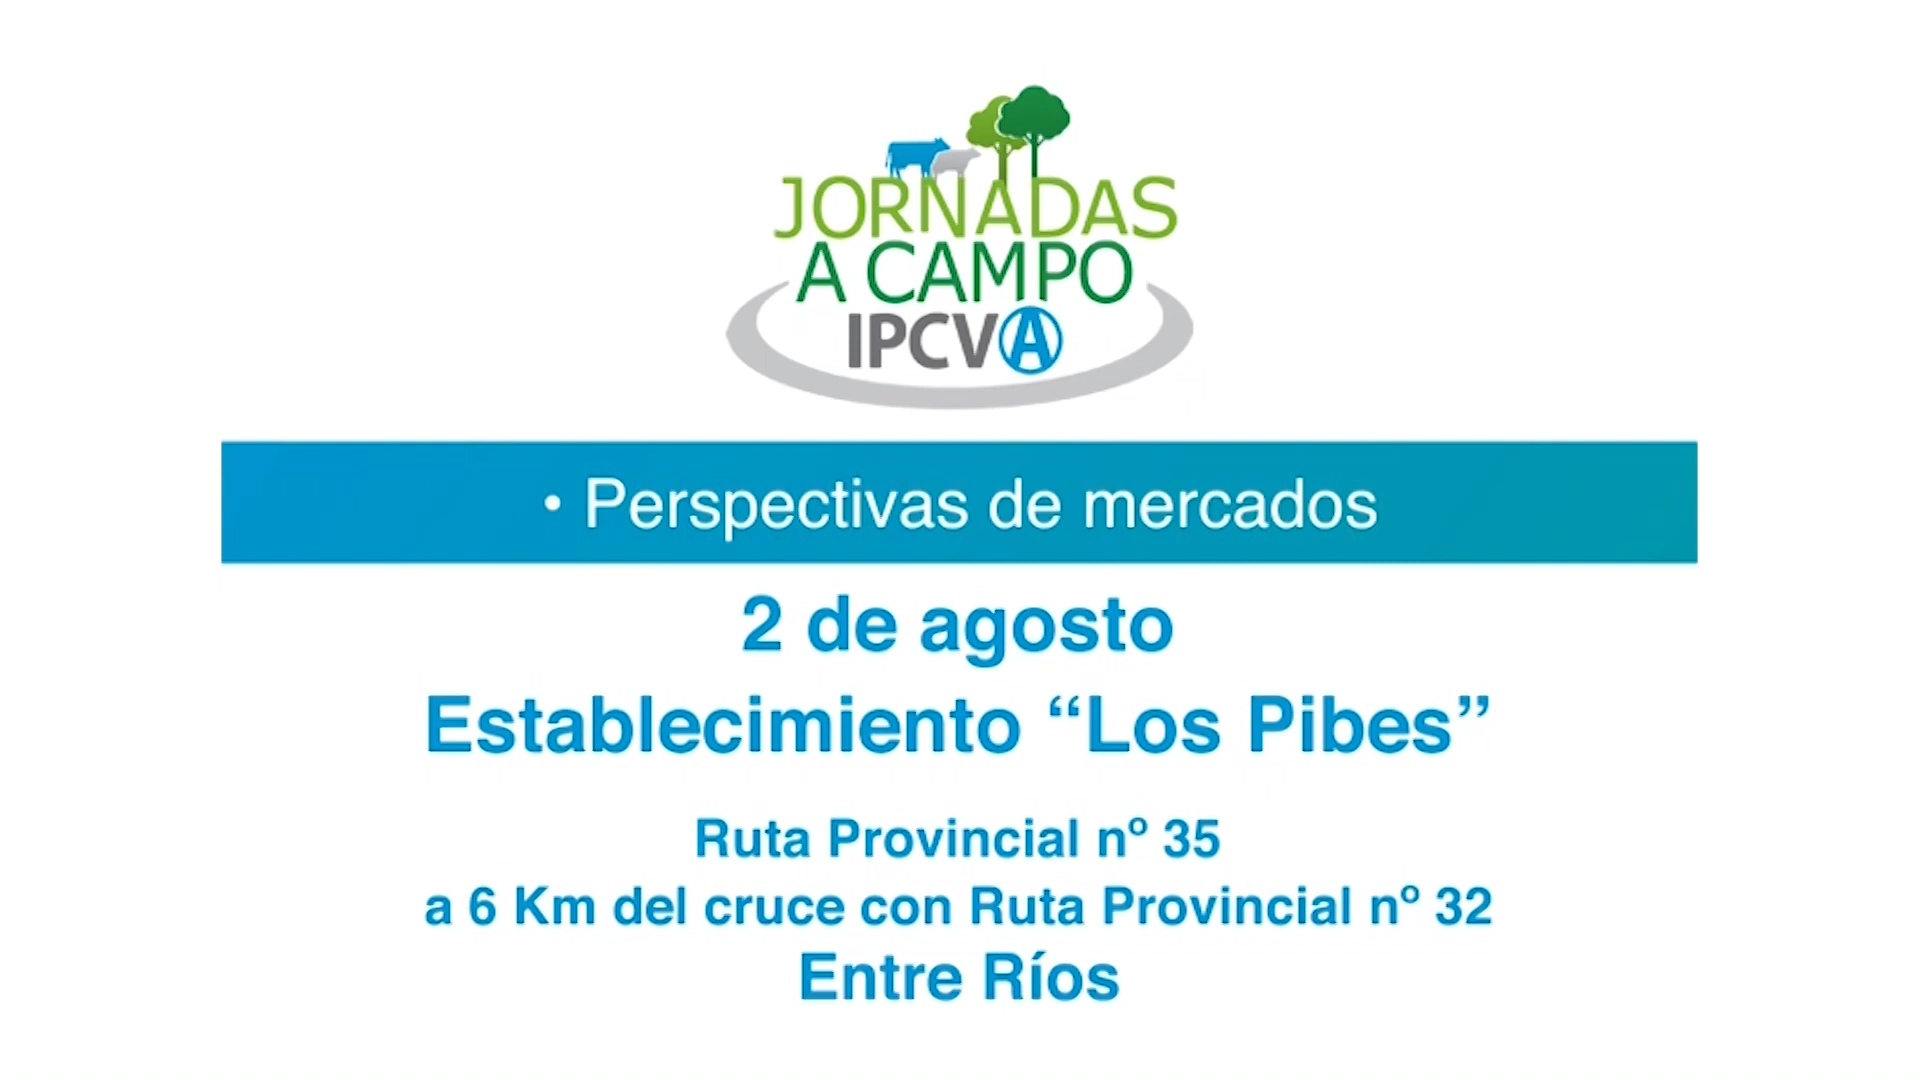 JORNADAS
A CAMPO
IPCVA
• Perspectivas de mercados
2 de agosto
Establecimiento “Los Pibes”
Ruta Provincial nº 35
a 6 Km del cruce con Ruta Provincial nº 32
Entre Ríos